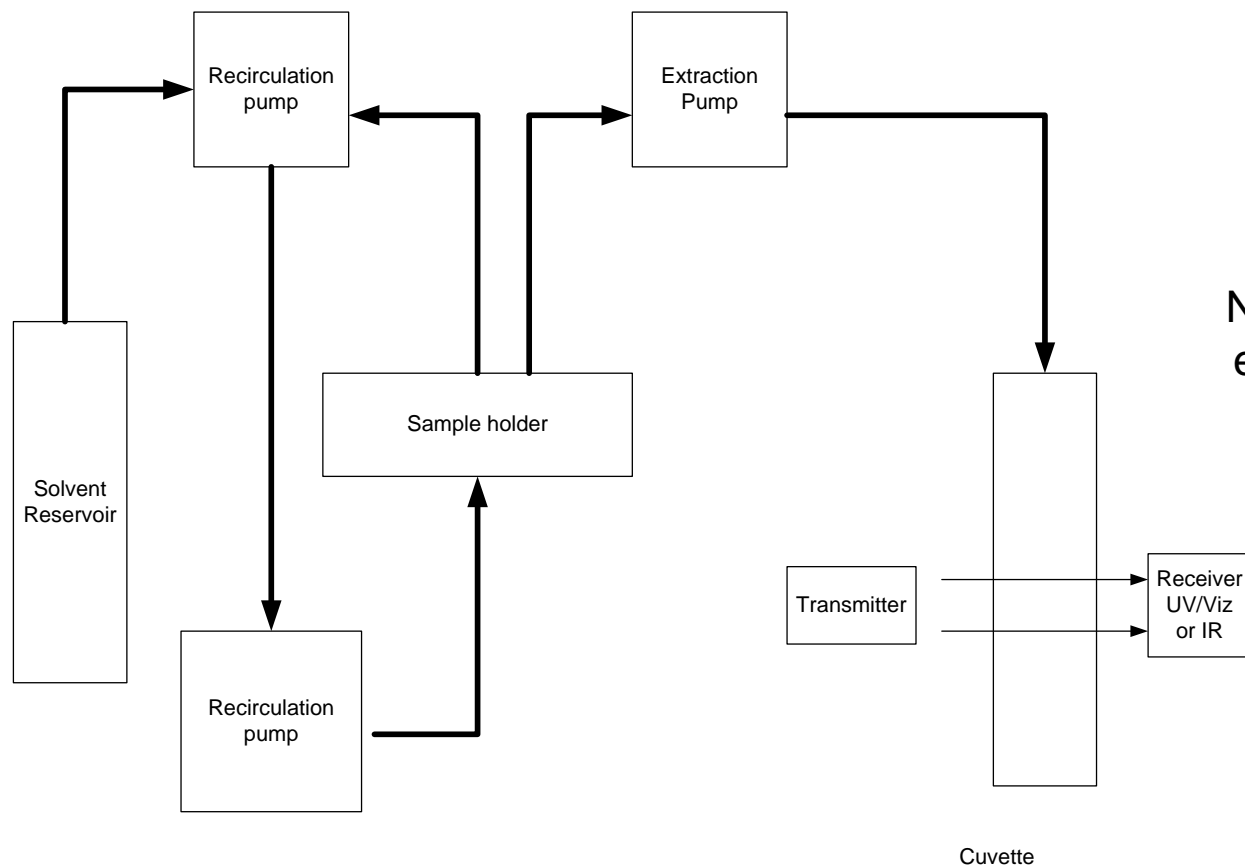 Recirculation
pump
Extraction
Pump
Sample holder
Solvent
Reservoir
Transmitter
Receiver
UV/Viz
or IR
Recirculation
pump
Cuvette